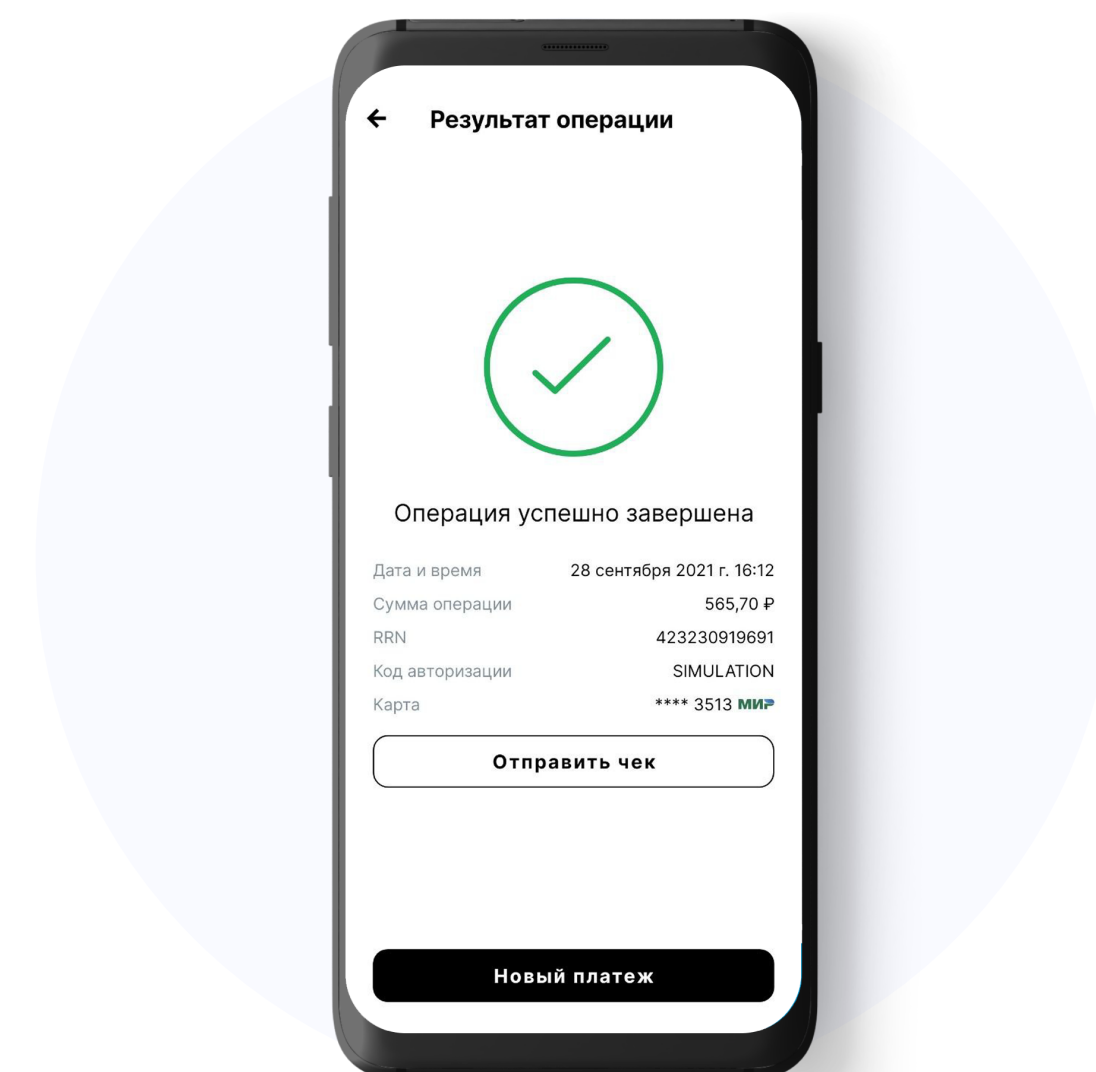 Результат операции
Операция успешно завершена
Дата и время 28 сентября 2021 г. 16:12
Сумма операции 565,70 ₽
RRN 423230919691
Код авторизации SIMULATION
Карта **** 3513 МИР
Отправить чек
Новый платеж